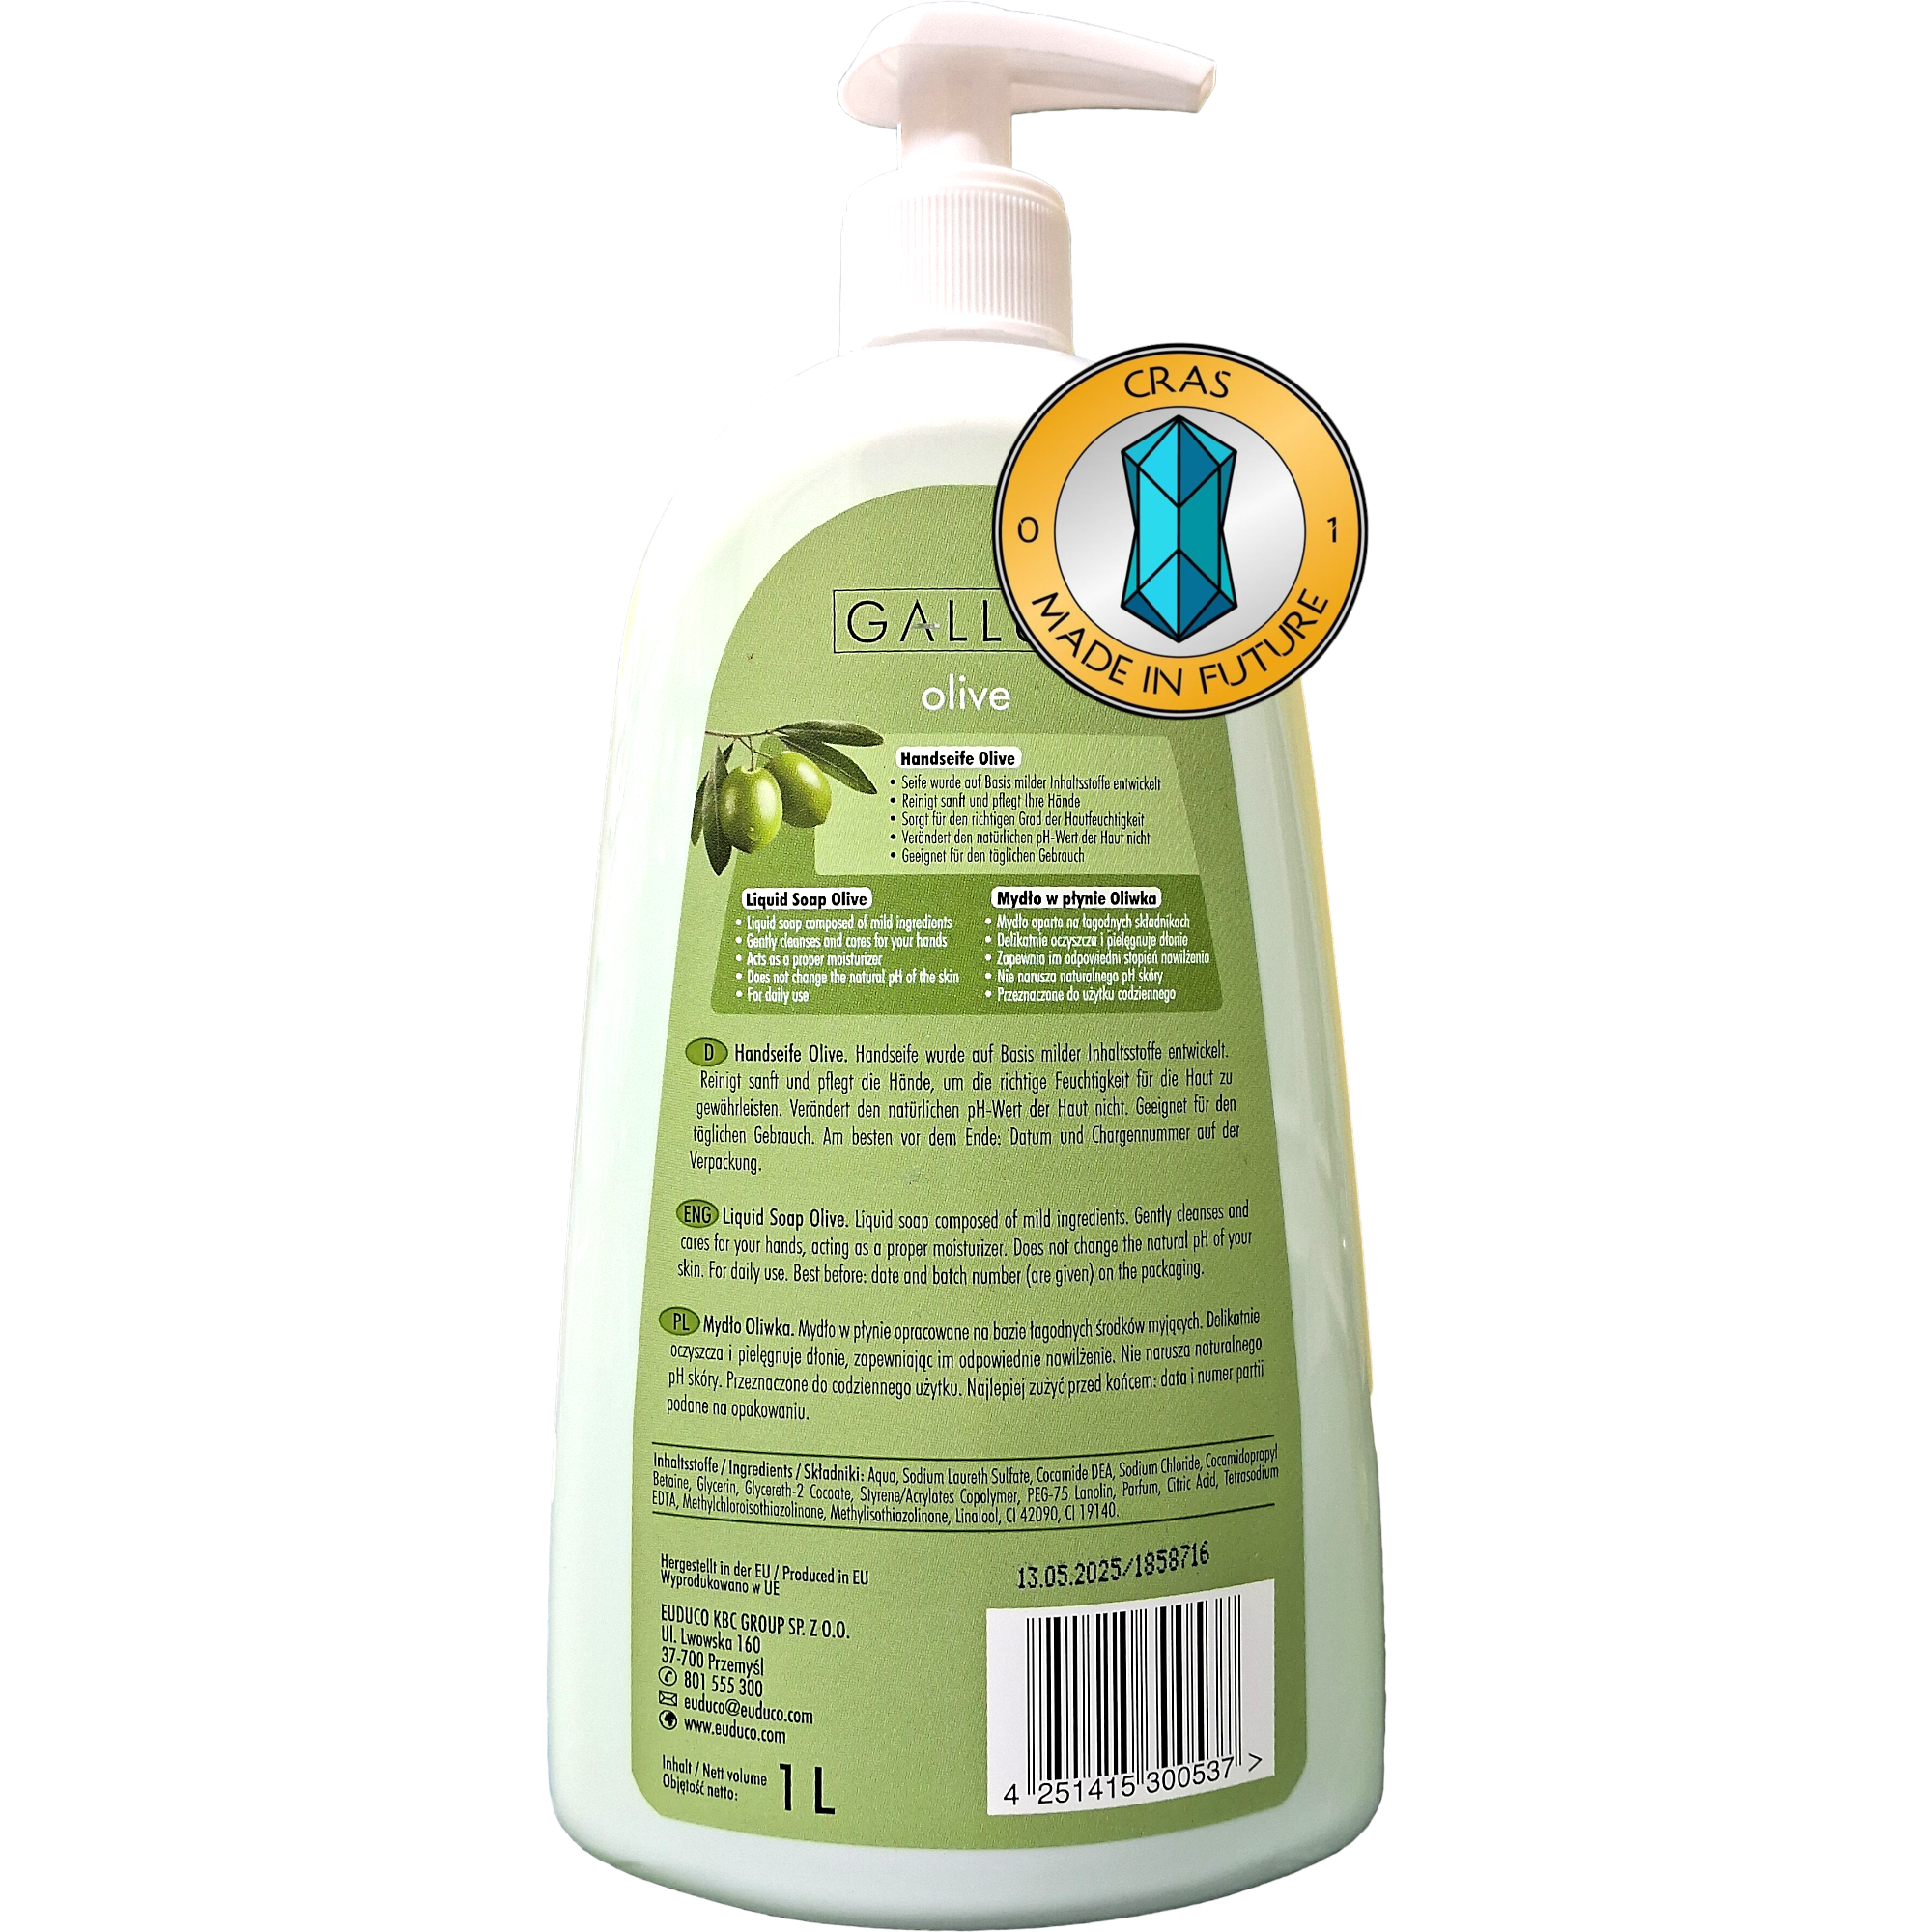 CRAS
0 1
MADE IN FUTURE
GALLU
olive
Handseife Olive
• Seife wurde auf Basis milder Inhaltsstoffe entwickelt
• Reinigt sanft und pflegt Ihre Hände
• Sorgt für den richtigen Grad der Hautfeuchtigkeit
• Verändert den natürlichen pH-Wert der Haut nicht
• Geeignet für den täglichen Gebrauch
Liquid Soap Olive
• Liquid soap composed of mild ingredients
• Gently cleanses and cares for your hands
• Acts as a proper moisturizer
• Does not change the natural pH of the skin
• For daily use
Mydło w płynie Oliwka
• Mydło oparte na łagodnych składnikach
• Delikatnie oczyszcza i pielęgnuje dłonie
• Zapewnia im odpowiedni stopień nawilżenia
• Nie narusza naturalnego pH skóry
• Przeznaczone do użytku codziennego
D Handseife Olive. Handseife wurde auf Basis milder Inhaltsstoffe entwickelt.
Reinigt sanft und pflegt die Hände, um die richtige Feuchtigkeit für die Haut zu
gewährleisten. Verändert den natürlichen pH-Wert der Haut nicht. Geeignet für den
täglichen Gebrauch. Am besten vor dem Ende: Datum und Chargennummer auf der
Verpackung.
ENG Liquid Soap Olive. Liquid soap composed of mild ingredients. Gently cleanses and
cares for your hands, acting as a proper moisturizer. Does not change the natural pH of your
skin. For daily use. Best before: date and batch number (are given) on the packaging.
PL Mydło Oliwka. Mydło w płynie opracowane na bazie łagodnych środków myjących. Delikatnie
oczyszcza i pielęgnuje dłonie, zapewniając im odpowiednie nawilżenie. Nie narusza naturalnego
pH skóry. Przeznaczone do codziennego użytku. Najlepiej zużyć przed końcem: data i numer partii
podane na opakowaniu.
Inhaltsstoffe / Ingredients / Składniki: Aqua, Sodium Laureth Sulfate, Cocamide DEA, Sodium Chloride, Cocamidopropyl
Betaine, Glycerin, Glycereth-2 Cocoate, Styrene/Acrylates Copolymer, PEG-75 Lanolin, Parfum, Citric Acid, Tetrasodium
EDTA, Methylchloroisothiazolinone, Methylisothiazolinone, Linalool, CI 42090, CI 19140.
Hergestellt in der EU / Produced in EU
Wyprodukowano w UE
13.05.2025/1858716
EUDUCO KBC GROUP SP. Z O.O.
Ul. Lwowska 160
37-700 Przemyśl
801 555 300
euduco@euduco.com
www.euduco.com
Inhalt / Nett volume
Objętość netto:
1 L
4 251415 300537 >